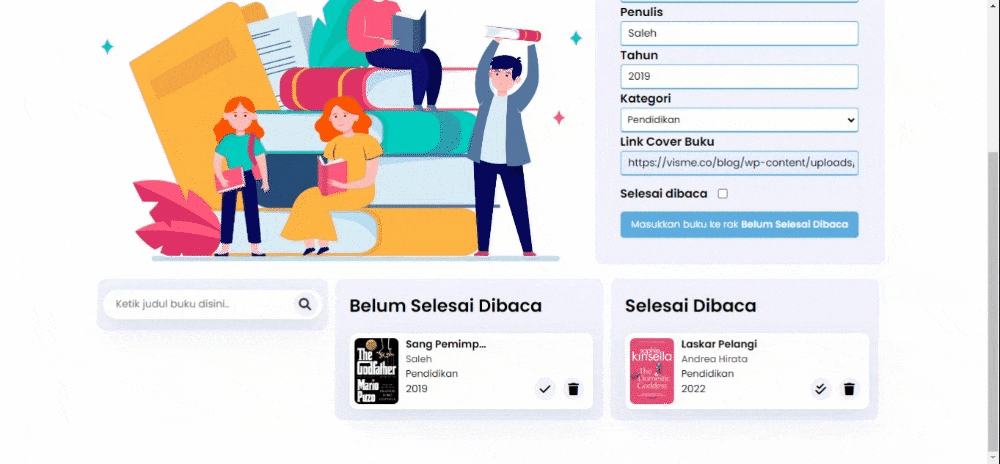 Penulis
Saleh
Tahun
2019
Kategori
Pendidikan
Link Cover Buku
https://visme.co/blog/wp-content/uploads,
Selesai dibaca
Masukkan buku ke rak Belum Selesai Dibaca
Ketik judul buku disini..
Belum Selesai Dibaca
The
Godfather
Mario
Puzo
Sang Pemimp...
Saleh
Pendidikan
2019
Selesai Dibaca
sophie
kinsella
The
Domestic
Goddess
Laskar Pelangi
Andrea Hirata
Pendidikan
2022